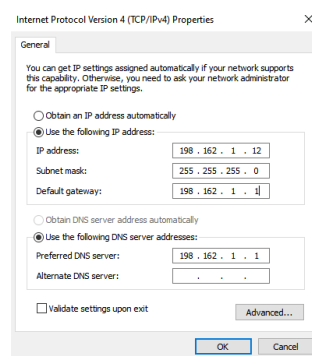 Internet Protocol Version 4 (TCP/IPv4) Properties
General
You can get IP settings assigned automatically if your network supports
this capability. Otherwise, you need to ask your network administrator
for the appropriate IP settings.
Obtain an IP address automatically
Use the following IP address:
IP address: 198 . 162 . 1 . 12
Subnet mask: 255 . 255 . 255 . 0
Default gateway: 198 . 162 . 1 . 1
Obtain DNS server address automatically
Use the following DNS server addresses:
Preferred DNS server: 198 . 162 . 1 . 1
Alternate DNS server: . . .
Validate settings upon exit
Advanced...
OK Cancel